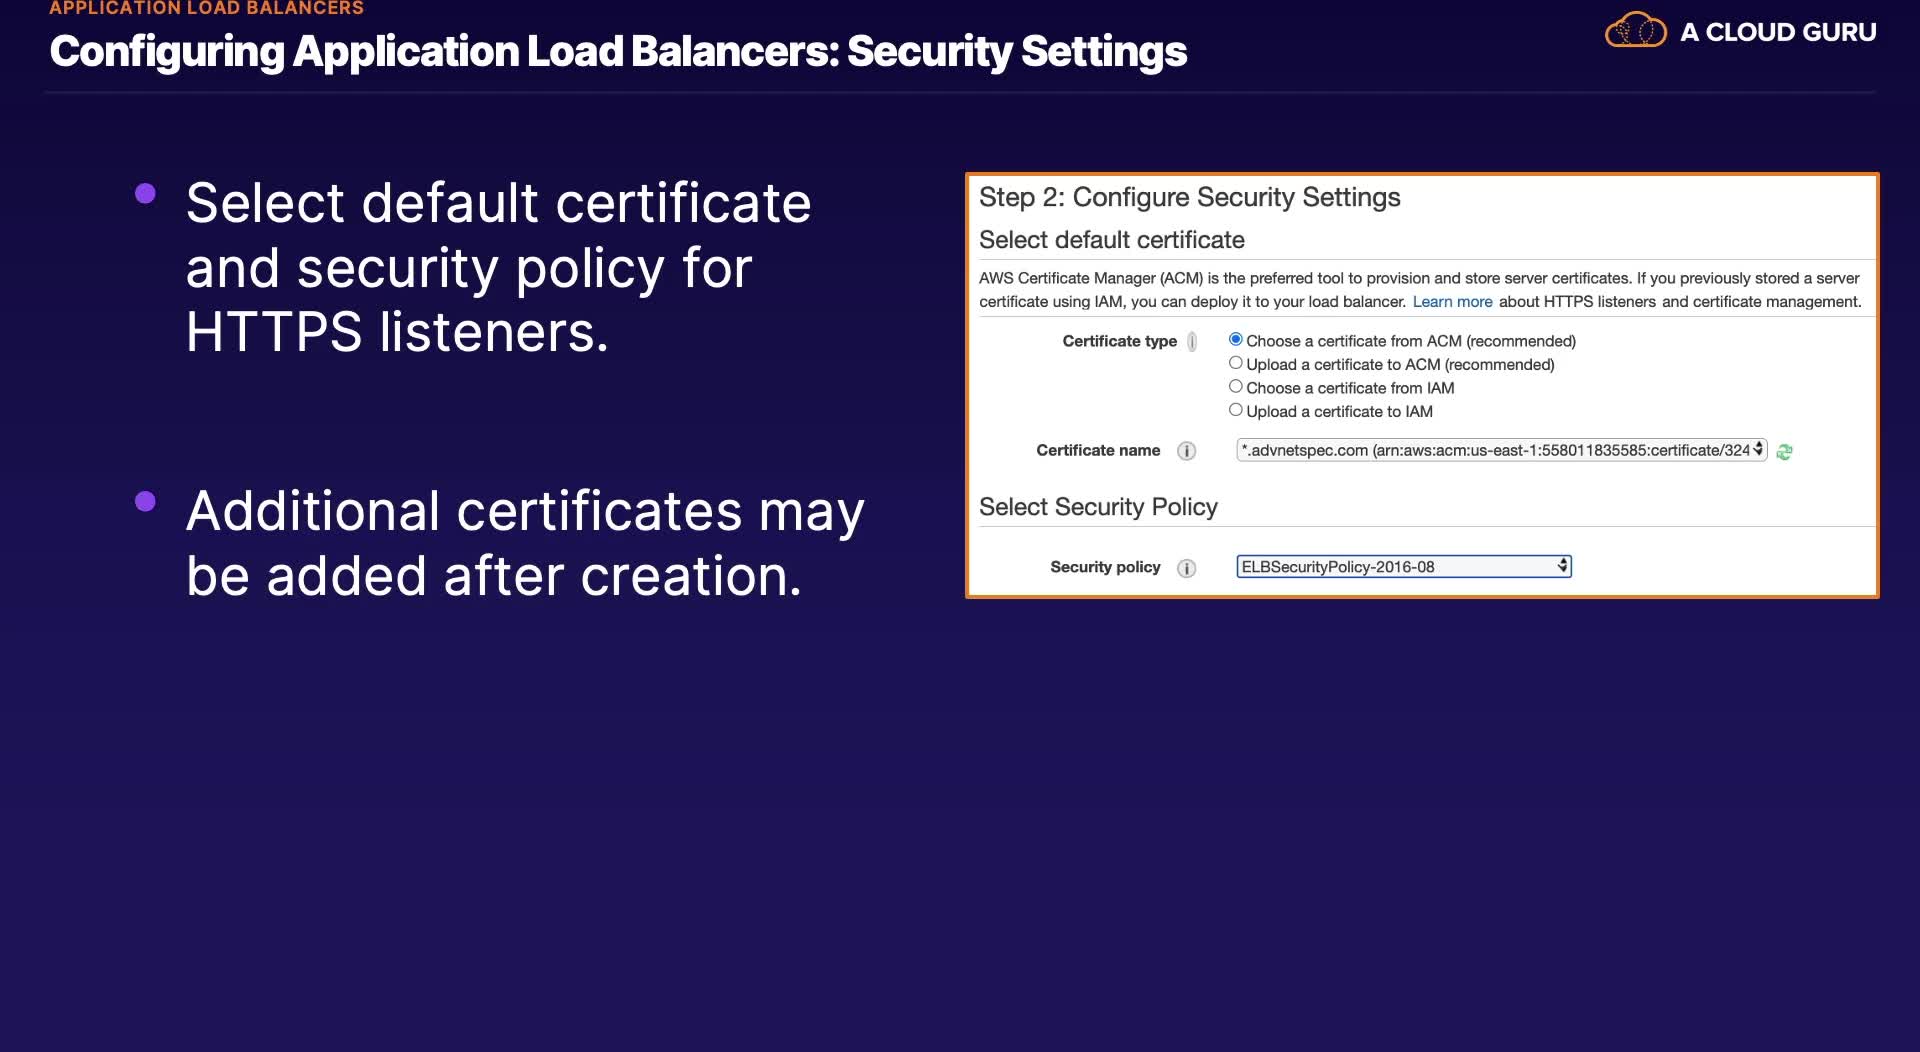 APPLICATION LOAD BALANCERS
Configuring Application Load Balancers: Security Settings
A CLOUD GURU
Select default certificate
and security policy for
HTTPS listeners.
Additional certificates may
be added after creation.
Step 2: Configure Security Settings
Select default certificate
AWS Certificate Manager (ACM) is the preferred tool to provision and store server certificates. If you previously stored a server
certificate using IAM, you can deploy it to your load balancer. Learn more about HTTPS listeners and certificate management.
Certificate type
Choose a certificate from ACM (recommended)
Upload a certificate to ACM (recommended)
Choose a certificate from IAM
Upload a certificate to IAM
Certificate name
*.advnetspec.com (arn:aws:acm:us-east-1:558011835585:certificate/324
Select Security Policy
Security policy
ELBSecurityPolicy-2016-08